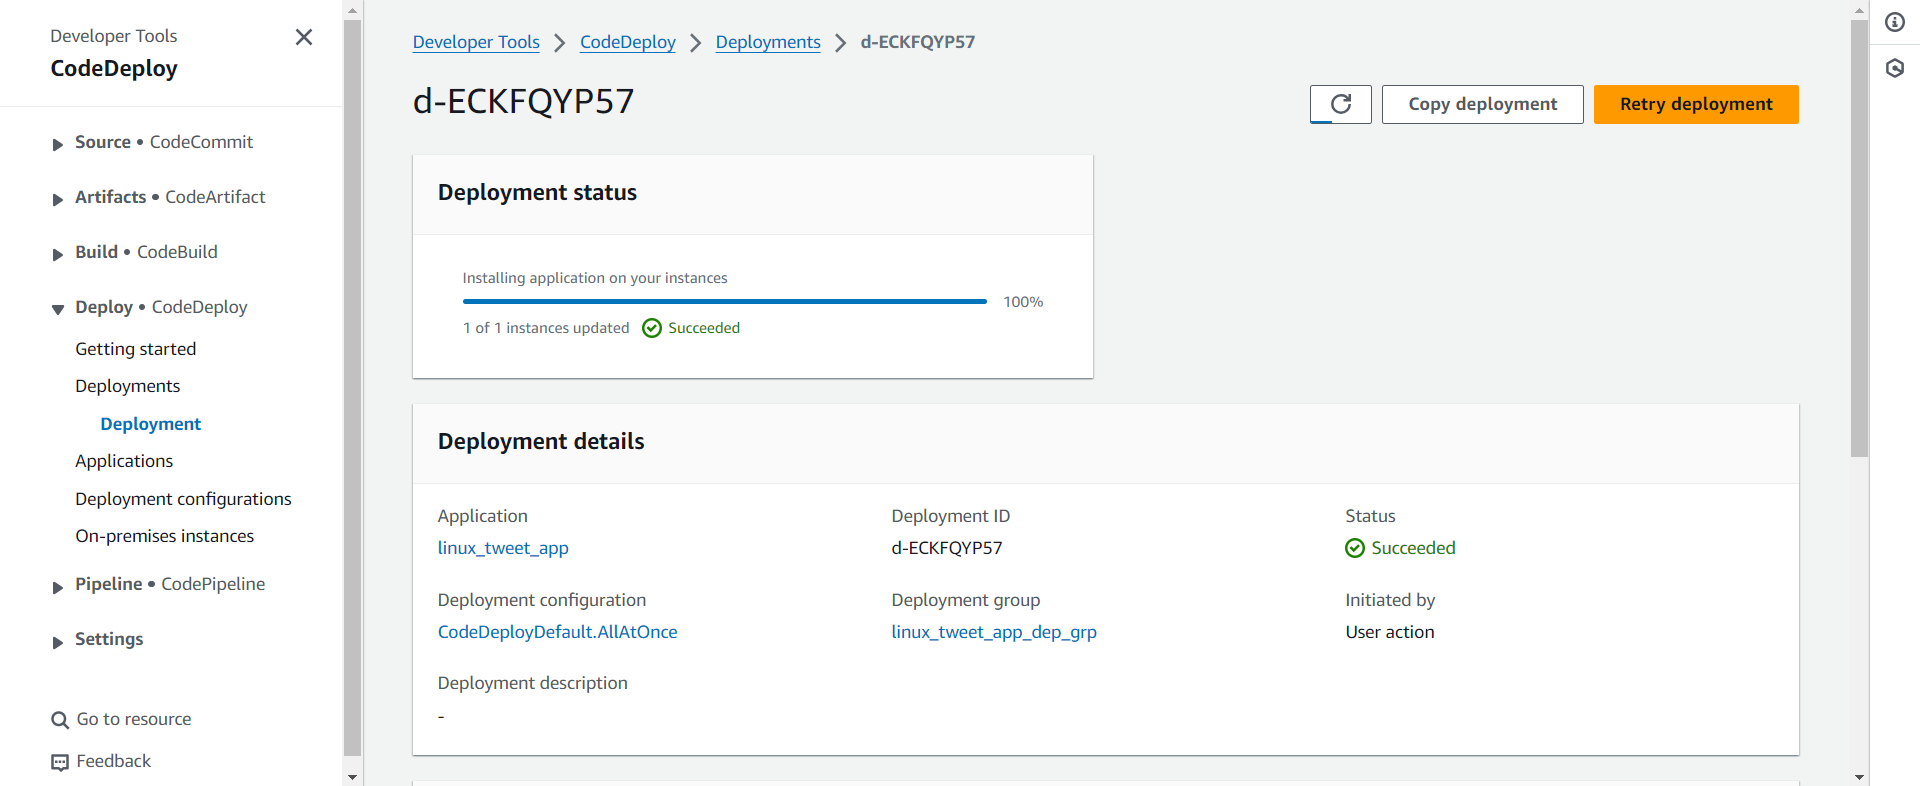 Developer Tools
CodeDeploy
Source • CodeCommit
Artifacts • CodeArtifact
Build • CodeBuild
Deploy • CodeDeploy
Getting started
Deployments
Deployment
Applications
Deployment configurations
On-premises instances
Pipeline • CodePipeline
Settings
Go to resource
Feedback
Developer Tools > CodeDeploy > Deployments > d-ECKFQYP57
d-ECKFQYP57
Copy deployment
Retry deployment
Deployment status
Installing application on your instances
100%
1 of 1 instances updated Succeeded
Deployment details
Application
linux_tweet_app
Deployment ID
d-ECKFQYP57
Status
Succeeded
Deployment configuration
CodeDeployDefault.AllAtOnce
Deployment group
linux_tweet_app_dep_grp
Initiated by
User action
Deployment description
-